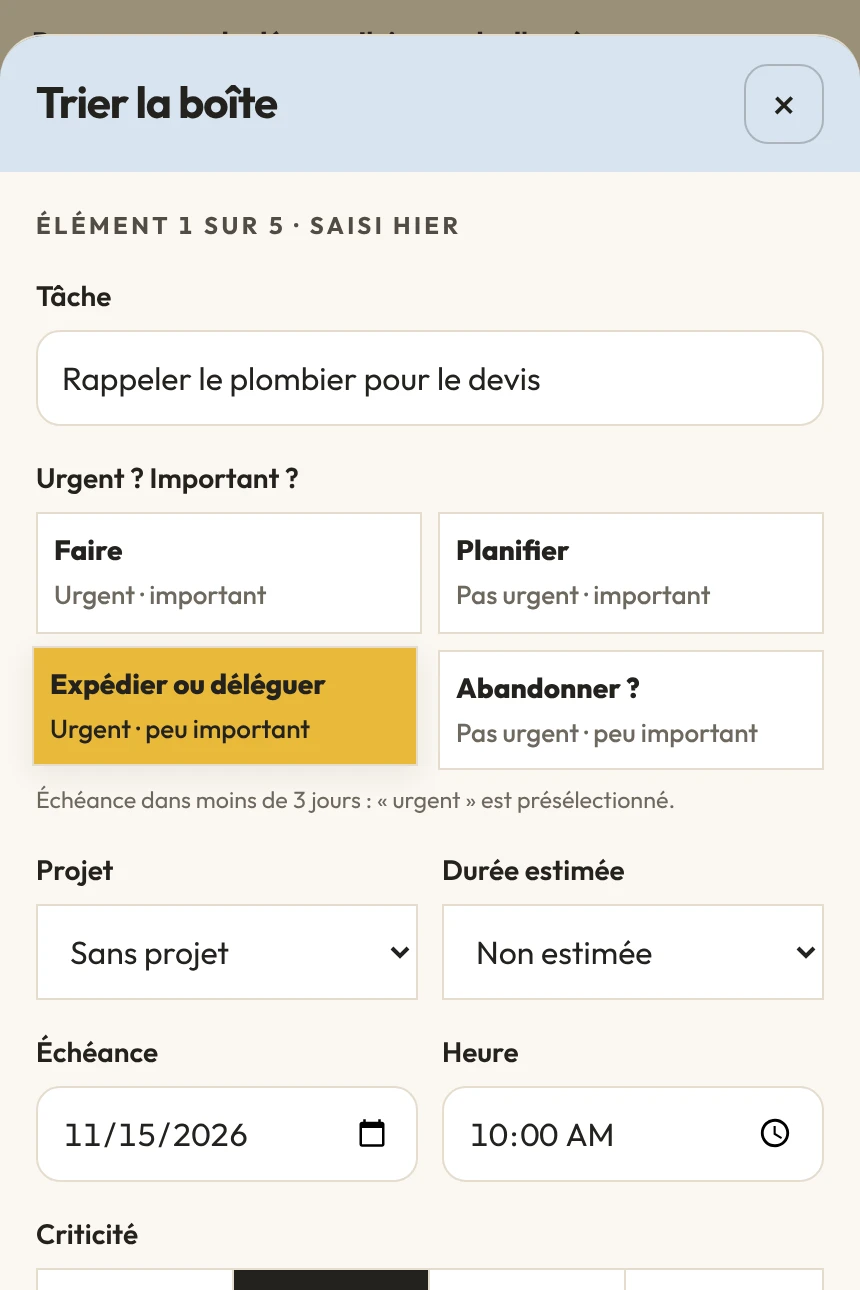 Trier la boîte
×
ÉLÉMENT 1 SUR 5 · SAISI HIER
Tâche
Rappeler le plombier pour le devis
Urgent ? Important ?
Faire
Urgent · important
Planifier
Pas urgent · important
Expédier ou déléguer
Urgent · peu important
Abandonner ?
Pas urgent · peu important
Échéance dans moins de 3 jours : « urgent » est présélectionné.
Projet
Durée estimée
Sans projet
Non estimée
Échéance
Heure
11/15/2026
10:00 AM
Criticité